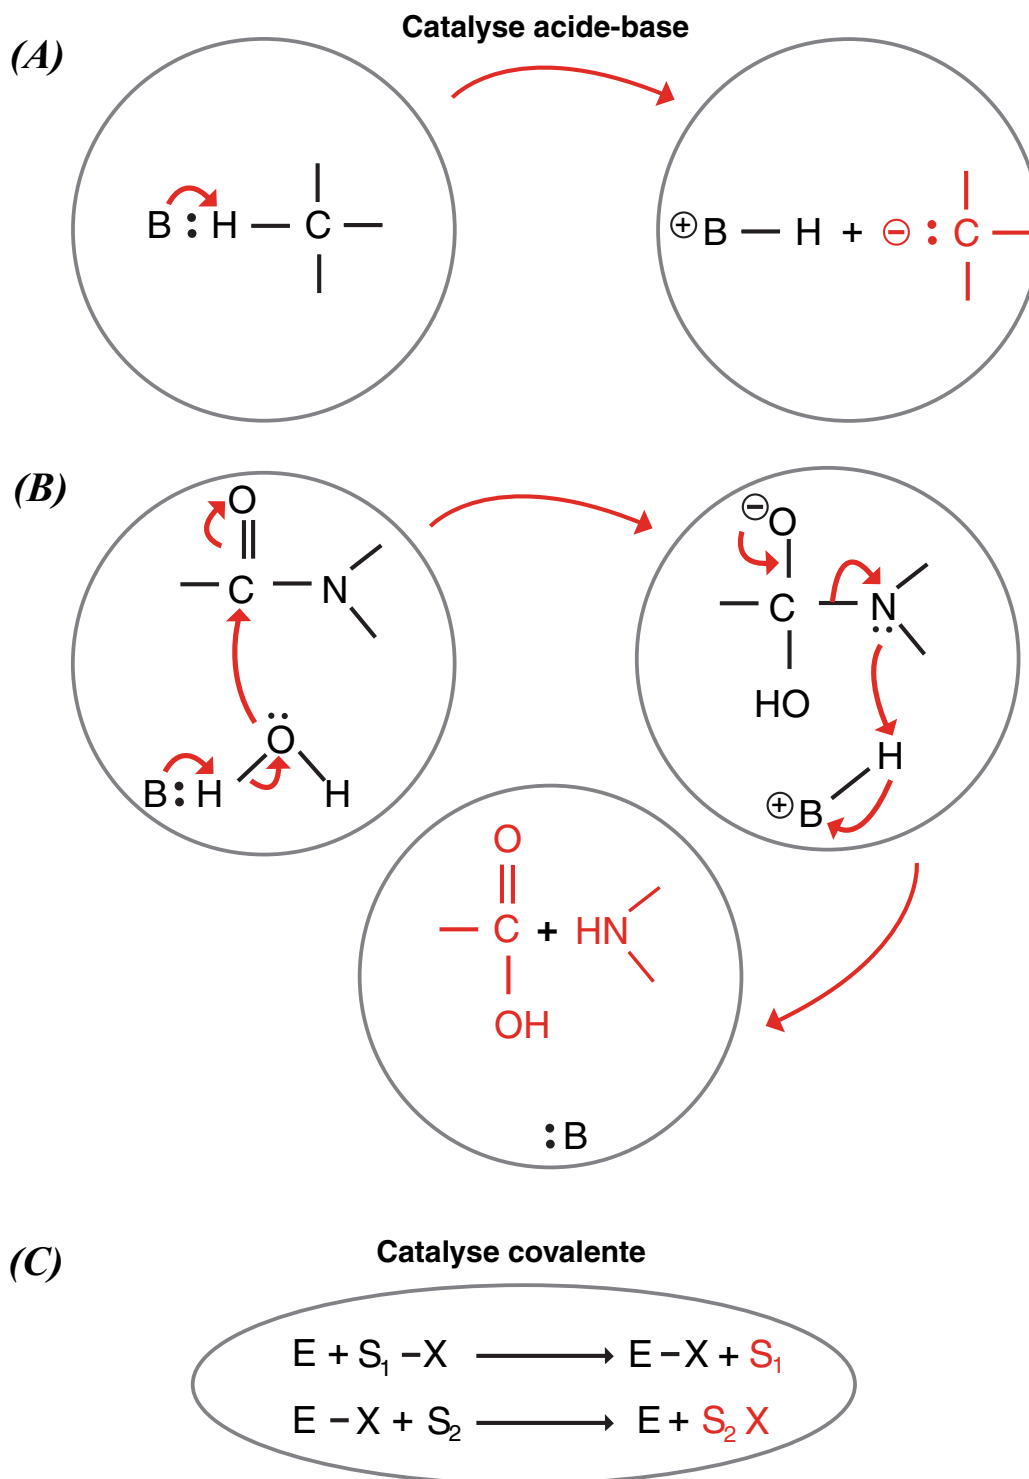 Catalyse acide-base
(A)
B : H — C —
⊕ B — H + ⊖ : C —
(B)
O
— C — N
O
B : H H
⊖ O
— C — N
HO
H
⊕ B
O
— C + HN
OH
: B
(C)
Catalyse covalente
E + S₁ – X ⟶ E – X + S₁
E – X + S₂ ⟶ E + S₂ X